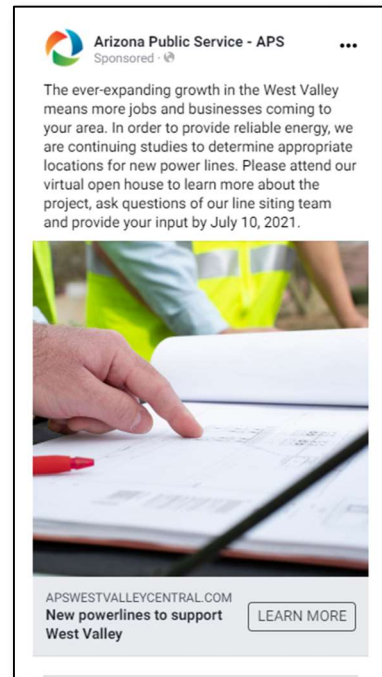 Arizona Public Service - APS
Sponsored ·
The ever-expanding growth in the West Valley
means more jobs and businesses coming to
your area. In order to provide reliable energy, we
are continuing studies to determine appropriate
locations for new power lines. Please attend our
virtual open house to learn more about the
project, ask questions of our line siting team
and provide your input by July 10, 2021.
APSWESTVALLEYCENTRAL.COM
New powerlines to support
West Valley
LEARN MORE